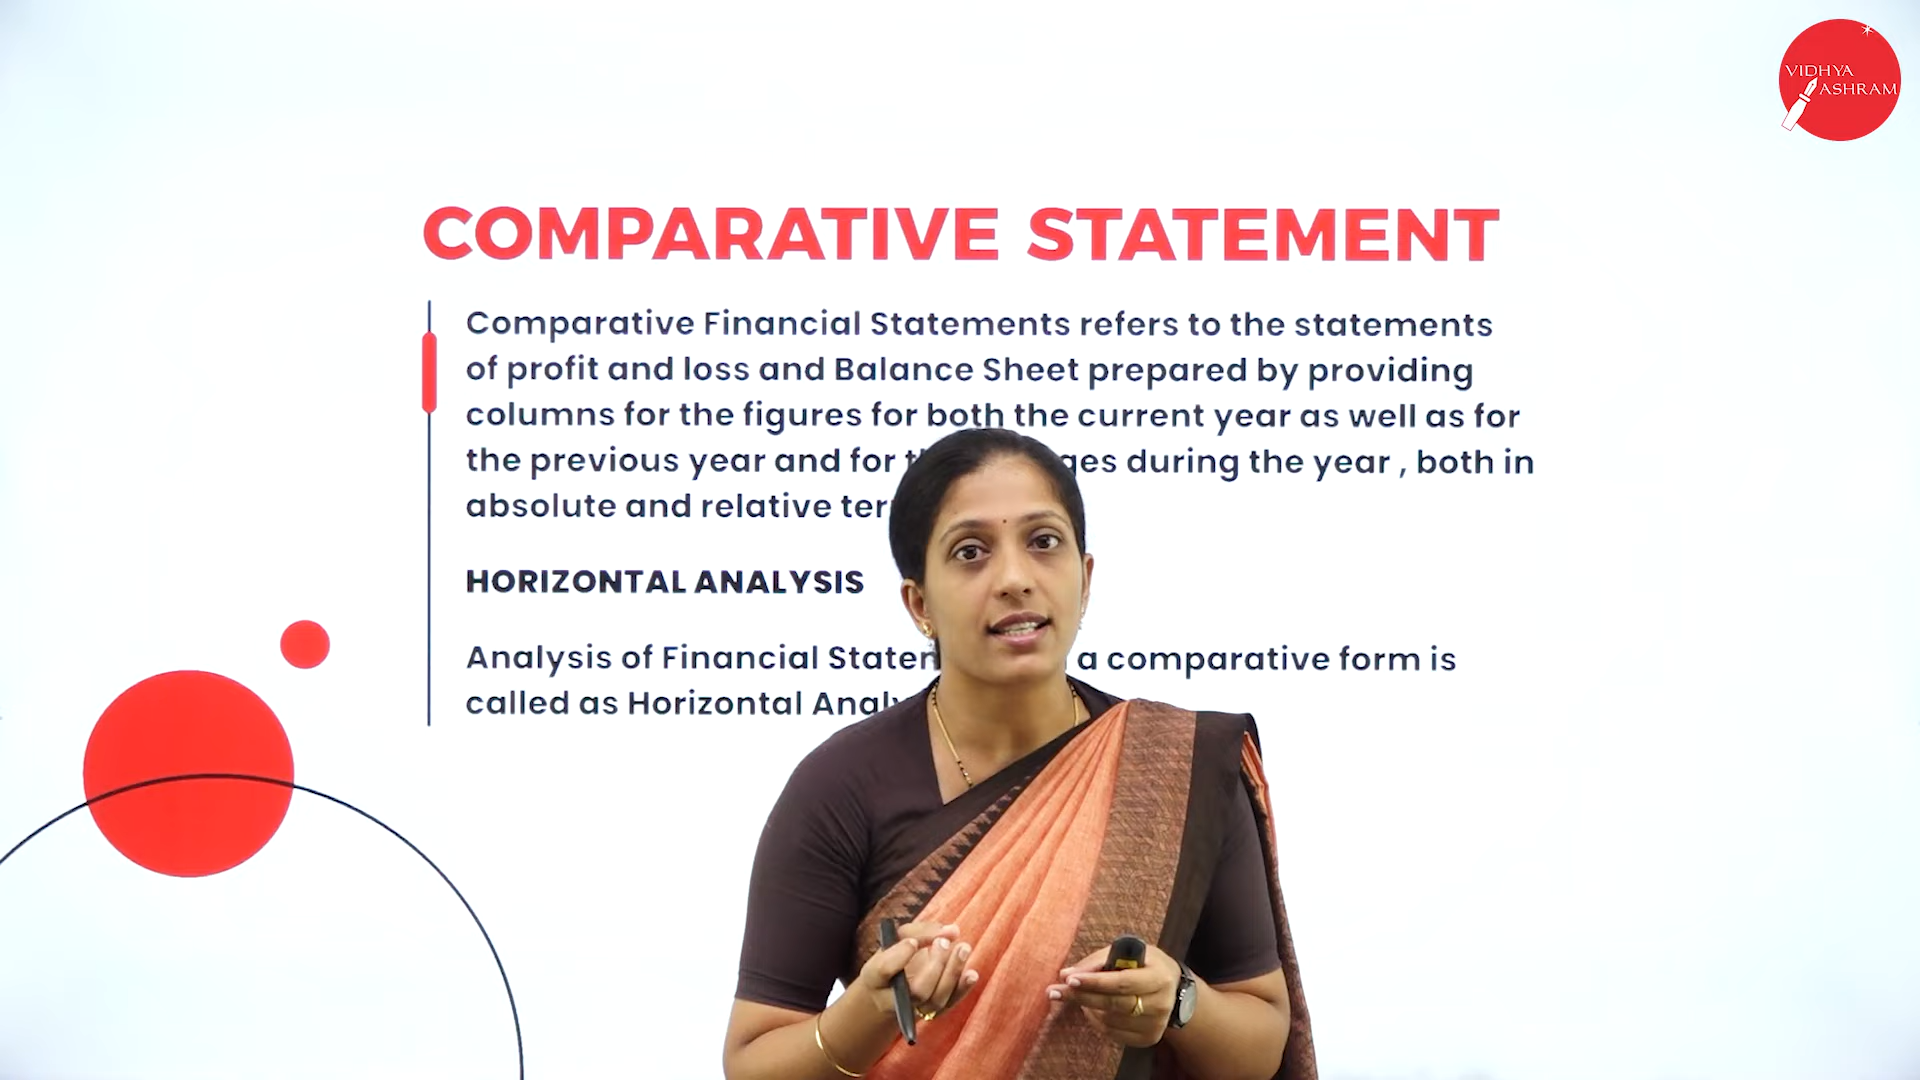 VIDHYA
ASHRAM
COMPARATIVE STATEMENT
Comparative Financial Statements refers to the statements
of profit and loss and Balance Sheet prepared by providing
columns for the figures for both the current year as well as for
the previous year and for during the year , both in
absolute and relative
HORIZONTAL ANALYSIS
Analysis of Financial a comparative form is
called as Horizontal